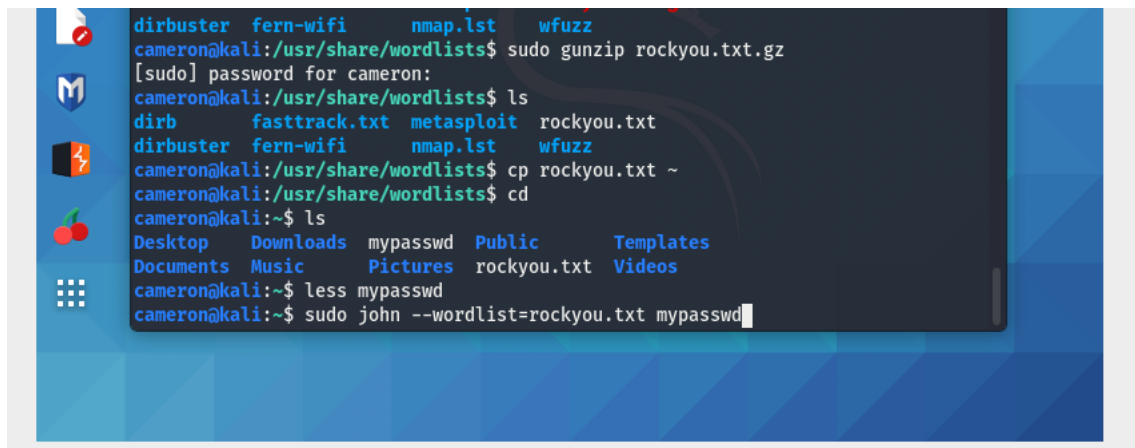 dirbuster fern-wifi nmap.lst wfuzz
cameron@kali:/usr/share/wordlists$ sudo gunzip rockyou.txt.gz
[sudo] password for cameron:
cameron@kali:/usr/share/wordlists$ ls
dirb fasttrack.txt metasploit rockyou.txt
dirbuster fern-wifi nmap.lst wfuzz
cameron@kali:/usr/share/wordlists$ cp rockyou.txt ~
cameron@kali:/usr/share/wordlists$ cd
cameron@kali:~$ ls
Desktop Downloads mypasswd Public Templates
Documents Music Pictures rockyou.txt Videos
cameron@kali:~$ less mypasswd
cameron@kali:~$ sudo john --wordlist=rockyou.txt mypasswd